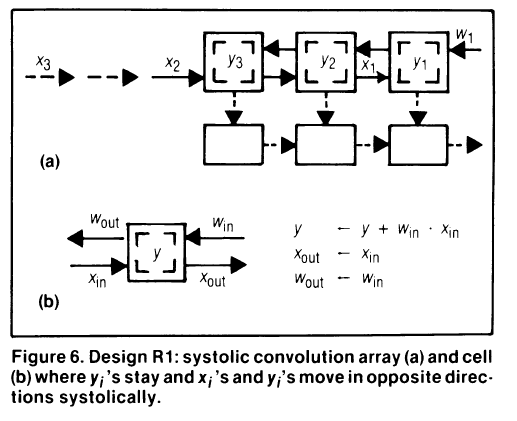 w1
x3 x2 y3 y2 x1 y1
(a)
wout win
y
xin xout
(b)
y ← y + win · xin
xout ← xin
wout ← win
Figure 6. Design R1: systolic convolution array (a) and cell
(b) where yi's stay and xi's and yi's move in opposite direc-
tions systolically.